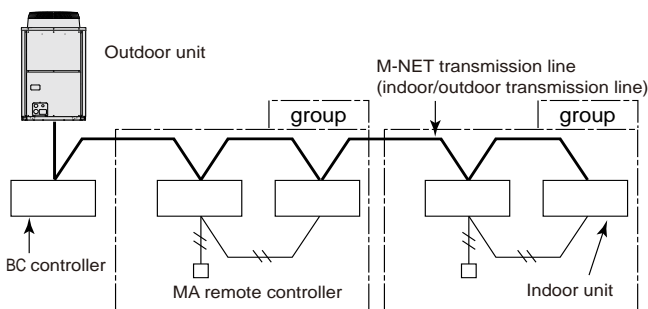 Outdoor unit
M-NET transmission line
(indoor/outdoor transmission line)
group
group
BC controller
MA remote controller
Indoor unit